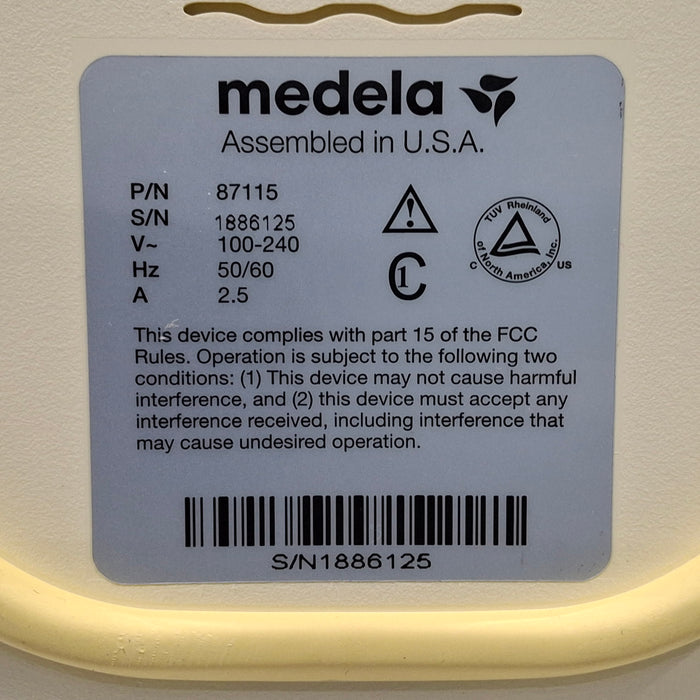 medela
Assembled in U.S.A.
P/N 87115
S/N 1886125
V~ 100-240
Hz 50/60
A 2.5
!
C1
TUV Rheinland
of North America, Inc.
C US
This device complies with part 15 of the FCC
Rules. Operation is subject to the following two
conditions: (1) This device may not cause harmful
interference, and (2) this device must accept any
interference received, including interference that
may cause undesired operation.
S/N1886125